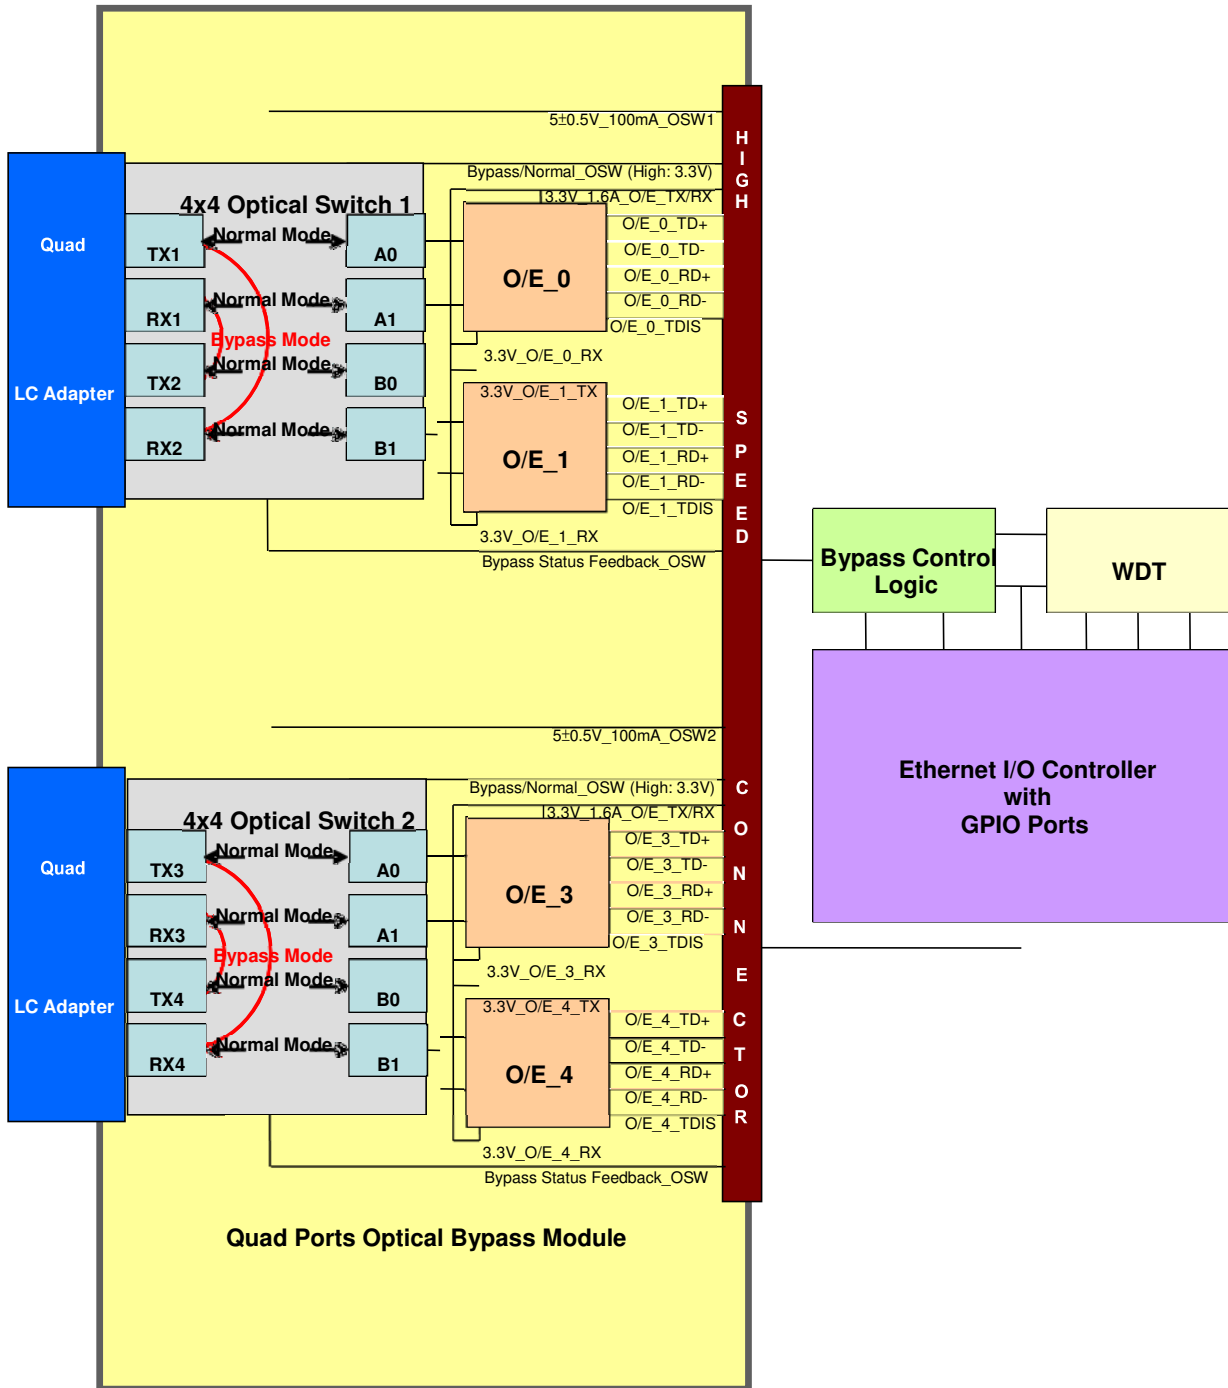 5±0.5V_100mA_OSW1
Bypass/Normal_OSW (High: 3.3V)
3.3V_1.6A_O/E_TX/RX
4x4 Optical Switch 1
Quad
LC Adapter
TX1
Normal Mode
A0
RX1
Normal Mode
A1
Bypass Mode
TX2
Normal Mode
B0
RX2
Normal Mode
B1
O/E_0
O/E_0_TD+
O/E_0_TD-
O/E_0_RD+
O/E_0_RD-
O/E_0_TDIS
3.3V_O/E_0_RX
3.3V_O/E_1_TX
O/E_1
O/E_1_TD+
O/E_1_TD-
O/E_1_RD+
O/E_1_RD-
O/E_1_TDIS
3.3V_O/E_1_RX
Bypass Status Feedback_OSW
HIGH
SPEED
CONNECTOR
Bypass Control
Logic
WDT
Ethernet I/O Controller
with
GPIO Ports
5±0.5V_100mA_OSW2
Bypass/Normal_OSW (High: 3.3V)
3.3V_1.6A_O/E_TX/RX
4x4 Optical Switch 2
Quad
LC Adapter
TX3
Normal Mode
A0
RX3
Normal Mode
A1
Bypass Mode
TX4
Normal Mode
B0
RX4
Normal Mode
B1
O/E_3
O/E_3_TD+
O/E_3_TD-
O/E_3_RD+
O/E_3_RD-
O/E_3_TDIS
3.3V_O/E_3_RX
3.3V_O/E_4_TX
O/E_4
O/E_4_TD+
O/E_4_TD-
O/E_4_RD+
O/E_4_RD-
O/E_4_TDIS
3.3V_O/E_4_RX
Bypass Status Feedback_OSW
Quad Ports Optical Bypass Module